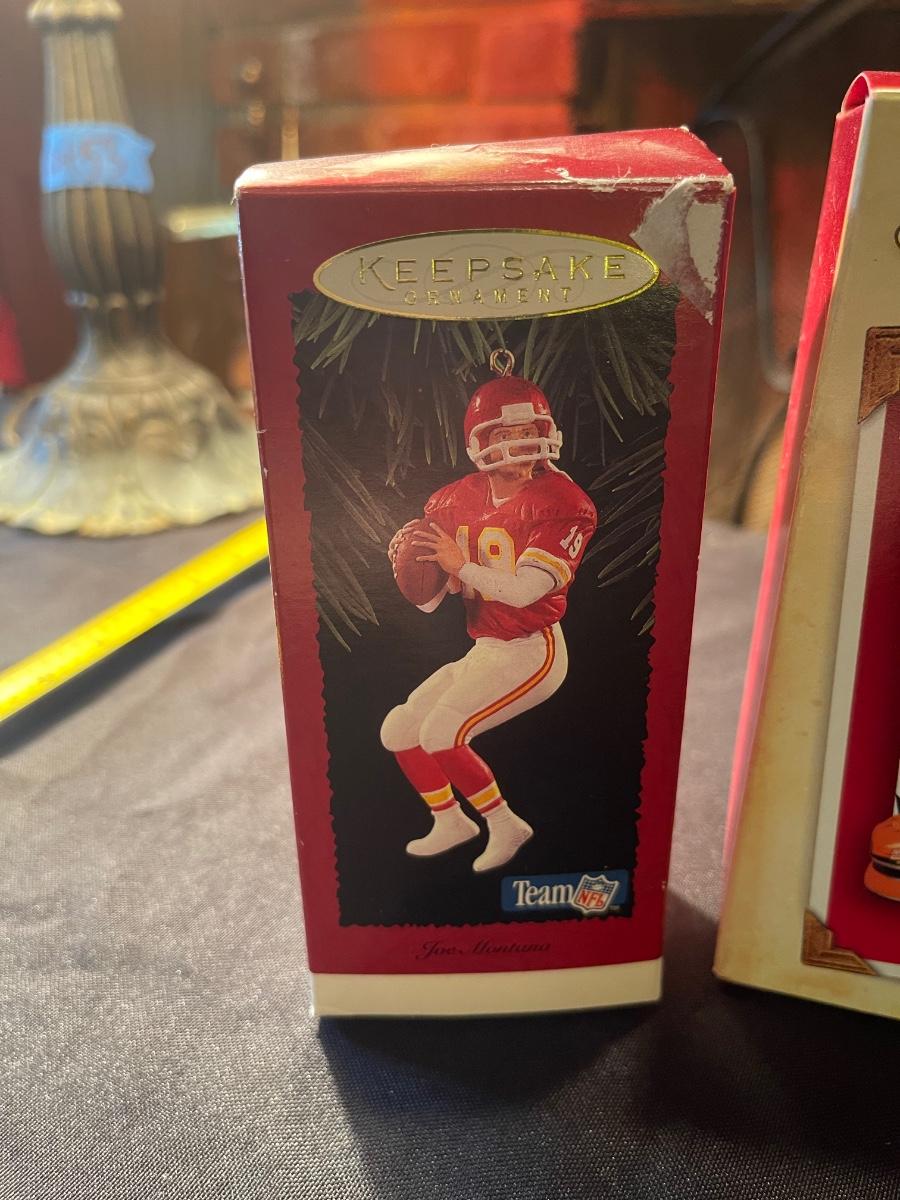 KEEPSAKE
ORNAMENT
19
19
Team NFL
Joe Montana